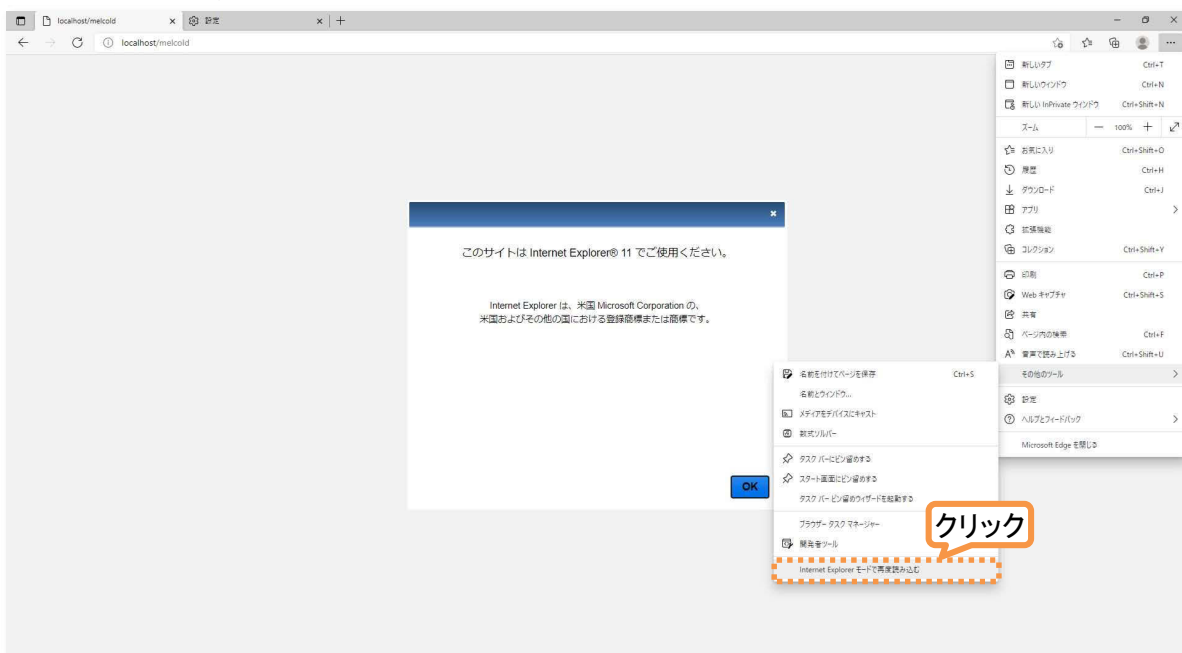 localhost/melcold
設定
localhost/melcold
新しいタブ Ctrl+T
新しいウィンドウ Ctrl+N
新しい InPrivate ウィンドウ Ctrl+Shift+N
ズーム 100%
お気に入り Ctrl+Shift+O
履歴 Ctrl+H
ダウンロード Ctrl+J
アプリ
拡張機能
コレクション Ctrl+Shift+Y
印刷 Ctrl+P
Web キャプチャ Ctrl+Shift+S
共有
ページ内の検索 Ctrl+F
音声で読み上げる Ctrl+Shift+U
その他のツール
設定
ヘルプとフィードバック
Microsoft Edge を閉じる
このサイトは Internet Explorer® 11 でご使用ください。
Internet Explorer は、米国 Microsoft Corporation の、
米国およびその他の国における登録商標または商標です。
OK
名前を付けてページを保存 Ctrl+S
名前とウィンドウ...
メディアをデバイスにキャスト
数式ソルバー
タスク バーにピン留めする
スタート画面にピン留めする
タスク バー ピン留めウィザードを起動する
ブラウザー タスク マネージャー
開発者ツール
Internet Explorer モードで再度読み込む
クリック